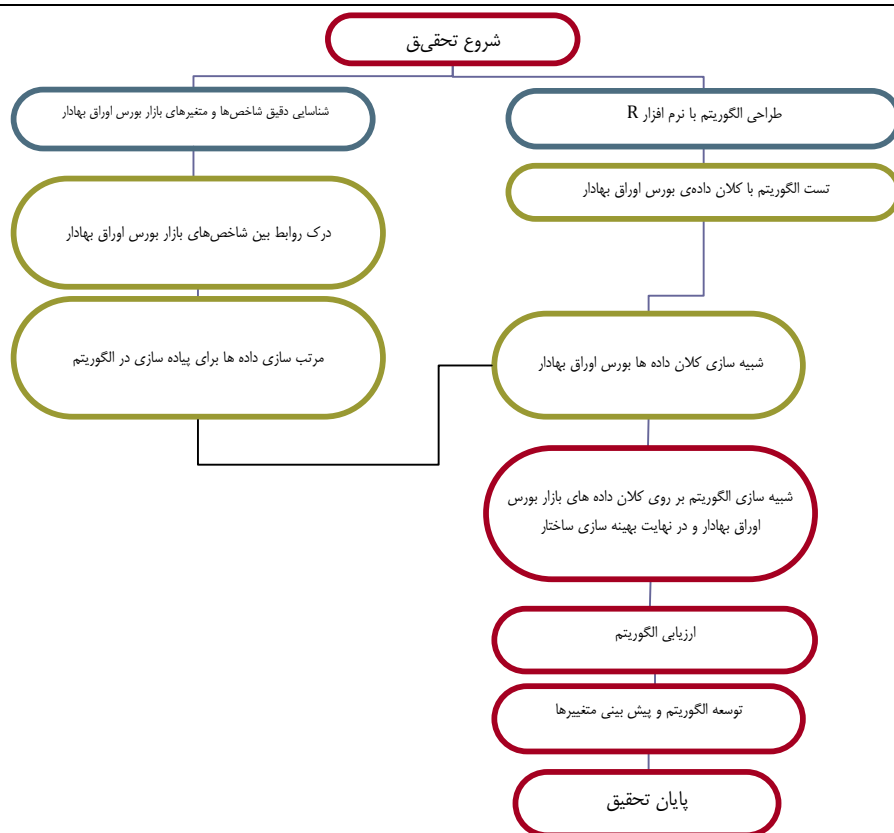 شروع تحقیق
طراحی الگوریتم با نرم افزار R
شناسایی دقیق شاخص‌ها و متغیرهای بازار بورس اوراق بهادار
تست الگوریتم با کلان داده‌ی بورس اوراق بهادار
درک روابط بین شاخص‌های بازار بورس اوراق بهادار
شبیه سازی کلان داده ها بورس اوراق بهادار
مرتب سازی داده ها برای پیاده سازی در الگوریتم
شبیه سازی الگوریتم بر روی کلان داده های بازار بورس
اوراق بهادار و در نهایت بهینه سازی ساختار
ارزیابی الگوریتم
توسعه الگوریتم و پیش بینی متغییرها
پایان تحقیق